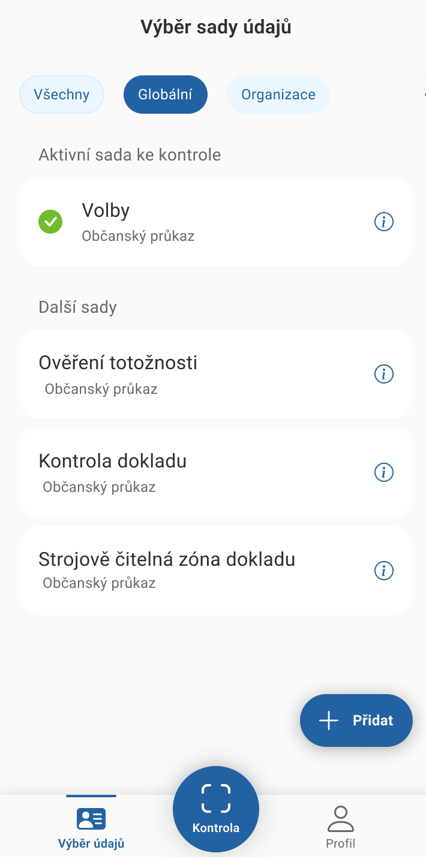 Výběr sady údajů
Všechny
Globální
Organizace
Aktivní sada ke kontrole
Volby
Občanský průkaz
Další sady
Ověření totožnosti
Občanský průkaz
Kontrola dokladu
Občanský průkaz
Strojově čitelná zóna dokladu
Občanský průkaz
Přidat
Výběr údajů
Kontrola
Profil